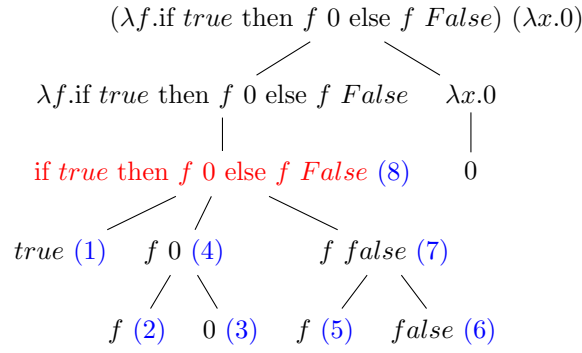 (λf.if true then f 0 else f False) (λx.0)
λf.if true then f 0 else f False λx.0
if true then f 0 else f False (8) 0
true (1) f 0 (4) f false (7)
f (2) 0 (3) f (5) false (6)